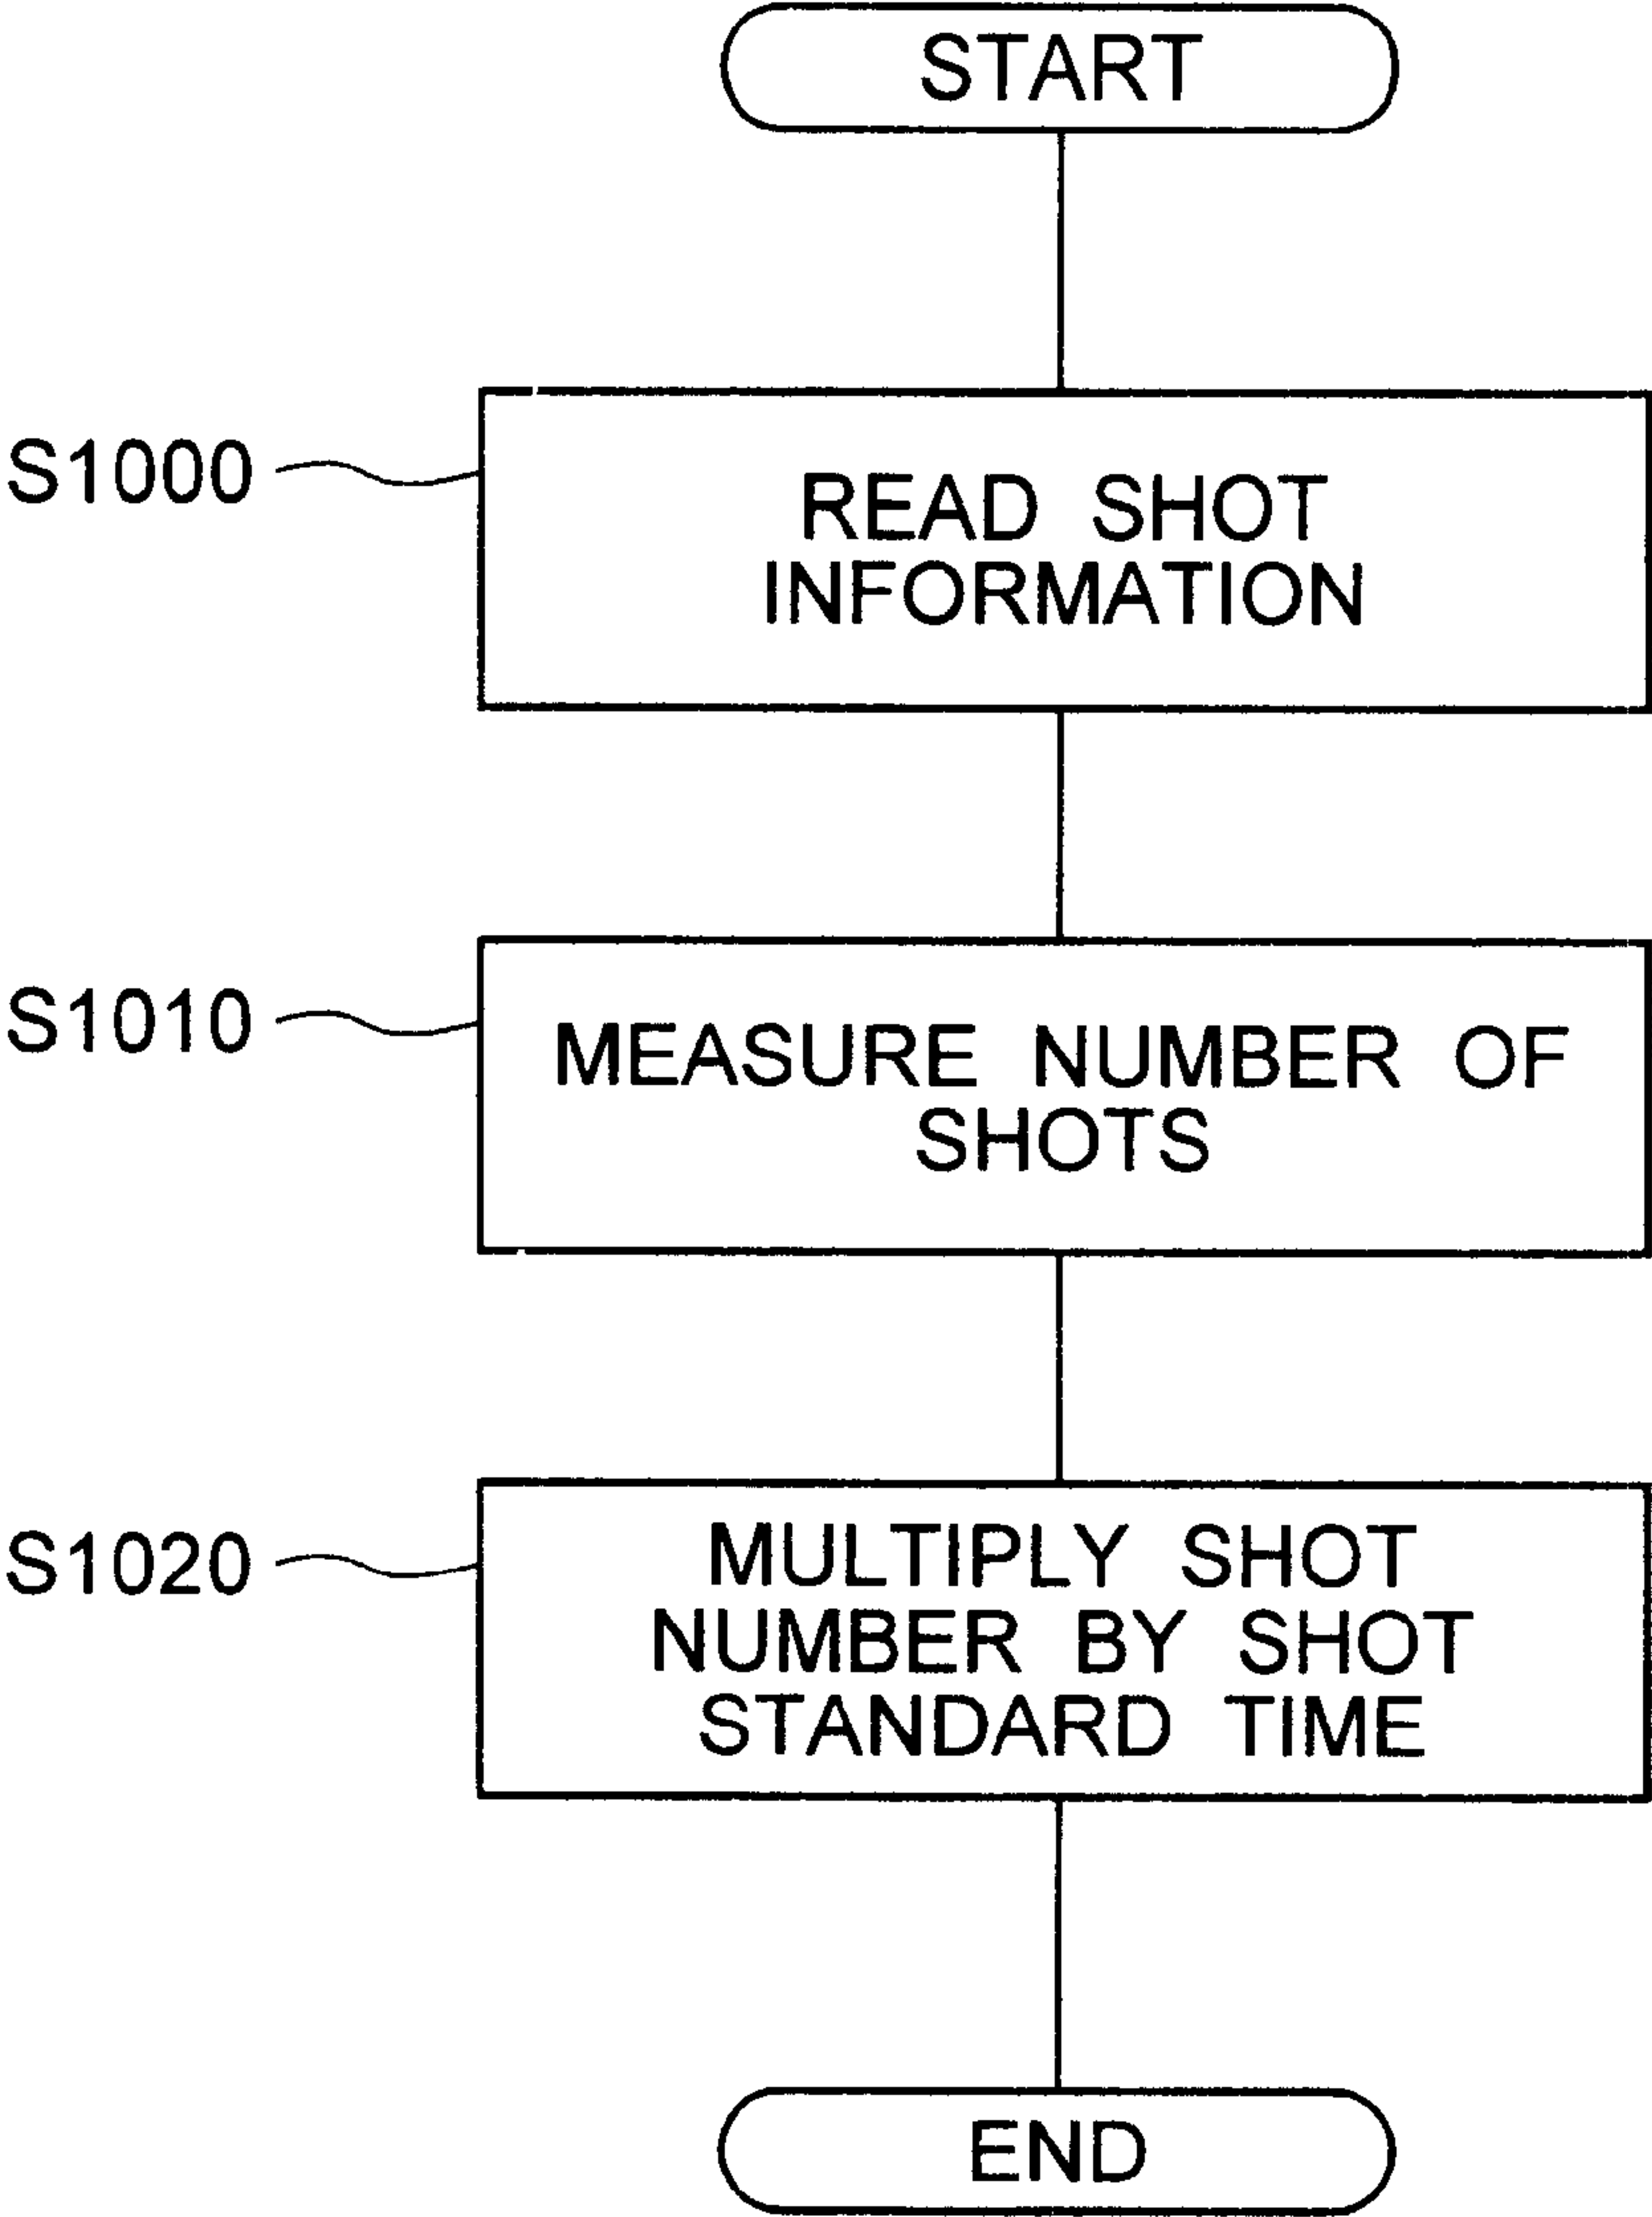 START
S1000
READ SHOT
INFORMATION
S1010
MEASURE NUMBER OF
SHOTS
S1020
MULTIPLY SHOT
NUMBER BY SHOT
STANDARD TIME
END